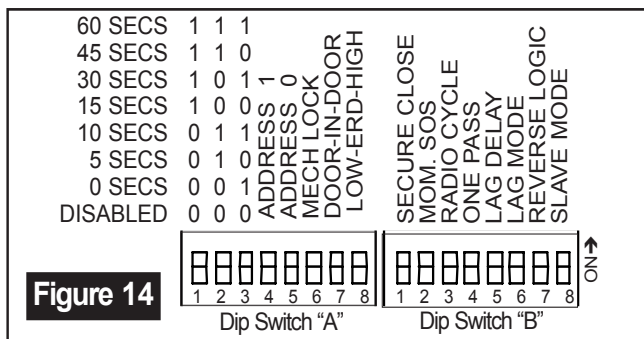 60 SECS 1 1 1
45 SECS 1 1 0
30 SECS 1 0 1
15 SECS 1 0 0
10 SECS 0 1 1
5 SECS 0 1 0
0 SECS 0 0 1
DISABLED 0 0 0
ADDRESS 1
ADDRESS 0
MECH LOCK
DOOR-IN-DOOR
LOW-ERD-HIGH
SECURE CLOSE
MOM. SOS
RADIO CYCLE
ONE PASS
LAG DELAY
LAG MODE
REVERSE LOGIC
SLAVE MODE
ON→
1 2 3 4 5 6 7 8
1 2 3 4 5 6 7 8
Figure 14
Dip Switch “A”
Dip Switch “B”